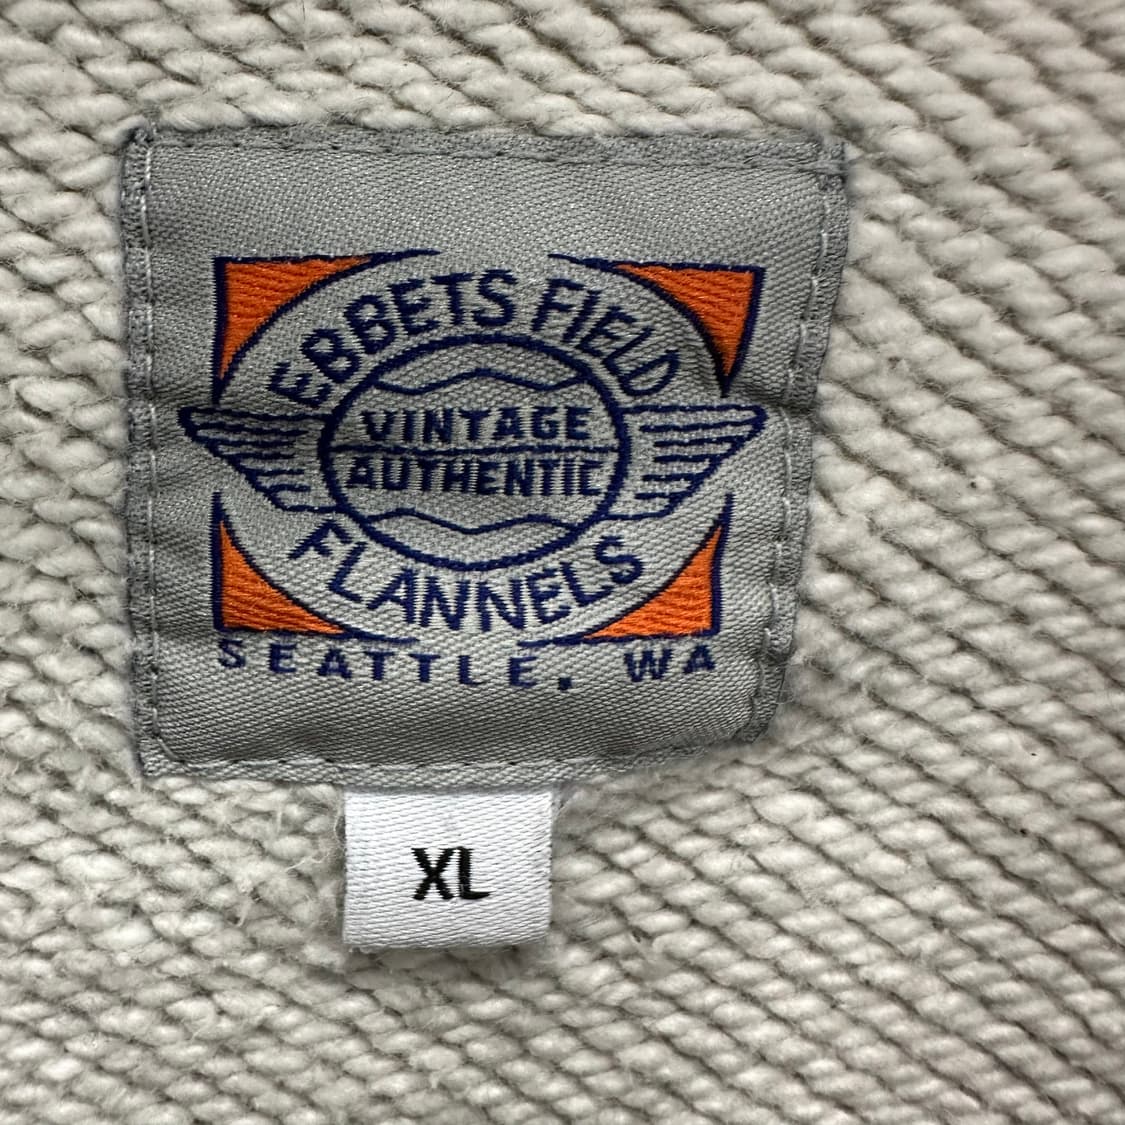 EBBETS FIELD
VINTAGE
AUTHENTIC
FLANNELS
SEATTLE, WA
XL